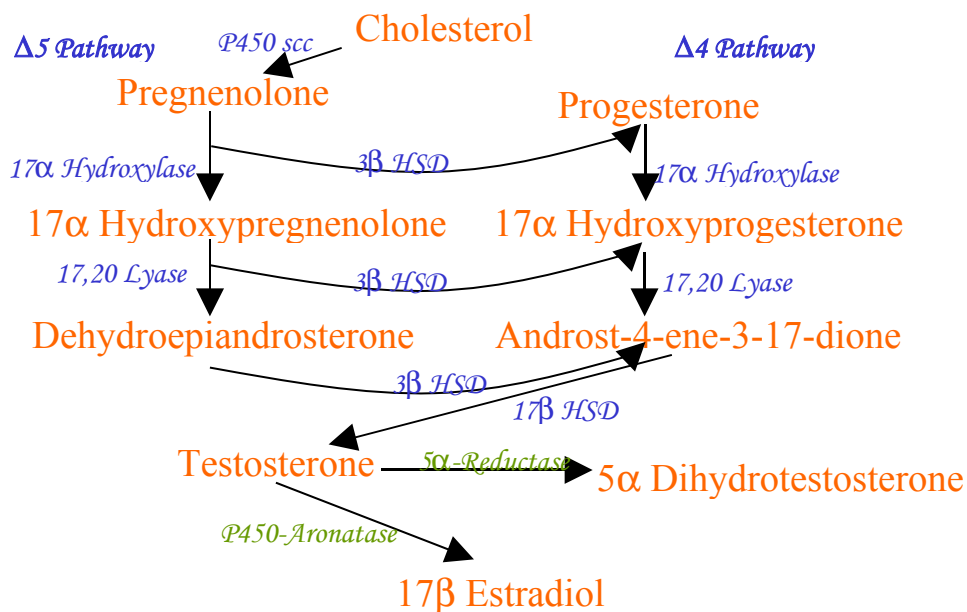 Cholesterol
P450 scc
Δ5 Pathway
Δ4 Pathway
Pregnenolone
Progesterone
3β HSD
17α Hydroxylase
17α Hydroxylase
17α Hydroxypregnenolone
17α Hydroxyprogesterone
17,20 Lyase
3β HSD
17,20 Lyase
Dehydroepiandrosterone
Androst-4-ene-3-17-dione
3β HSD
17β HSD
Testosterone
5α-Reductase
5α Dihydrotestosterone
P450-Aronatase
17β Estradiol